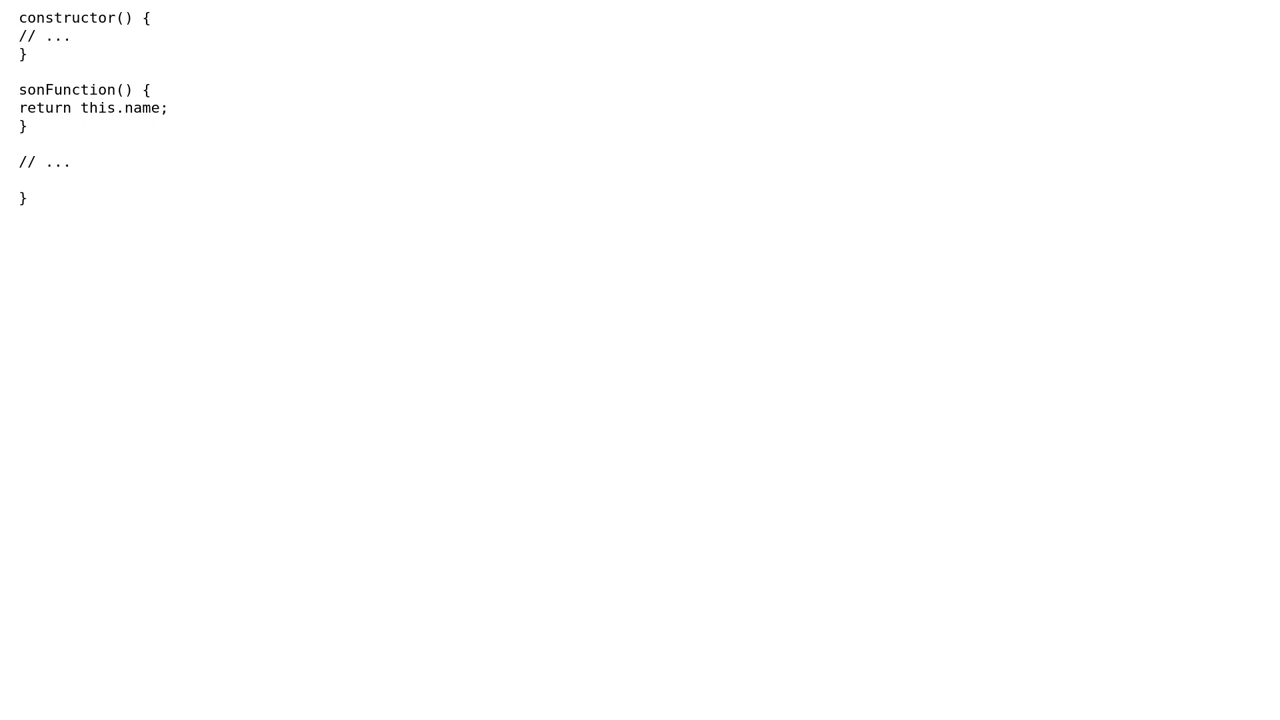 constructor() {
// ...
}

sonFunction() {
return this.name;
}

// ...

}